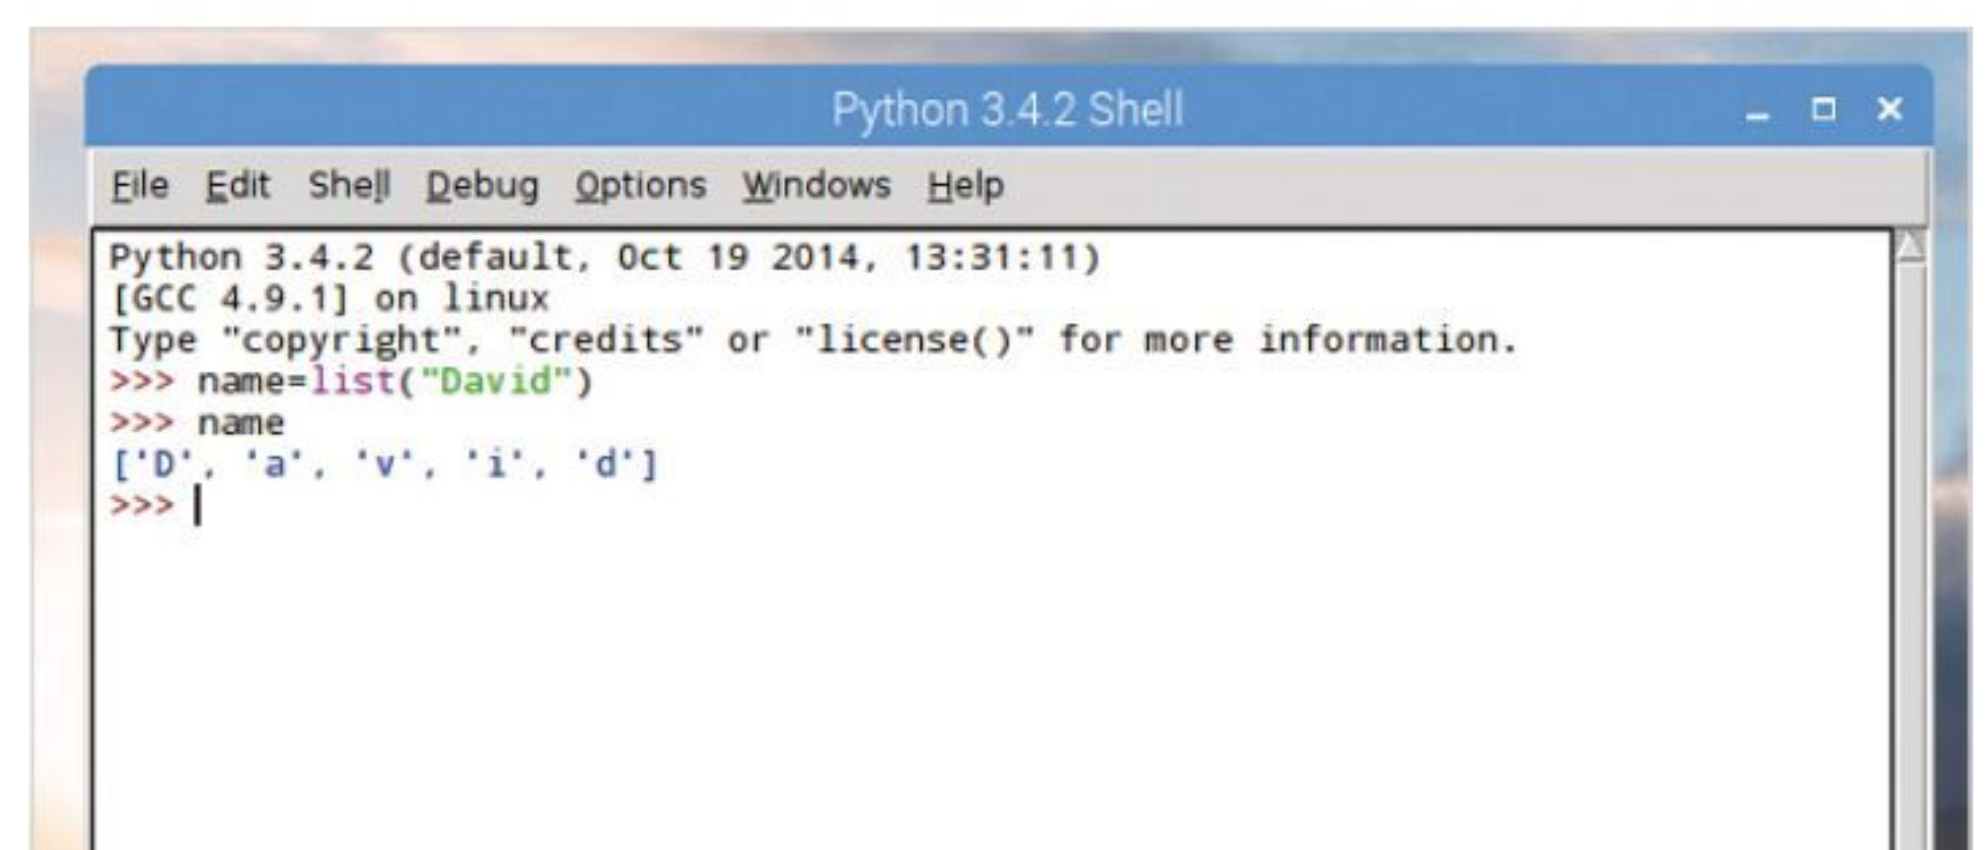 Python 3.4.2 Shell
File Edit Shell Debug Options Windows Help
Python 3.4.2 (default, Oct 19 2014, 13:31:11)
[GCC 4.9.1] on linux
Type "copyright", "credits" or "license()" for more information.
>>> name=list("David")
>>> name
['D', 'a', 'v', 'i', 'd']
>>>